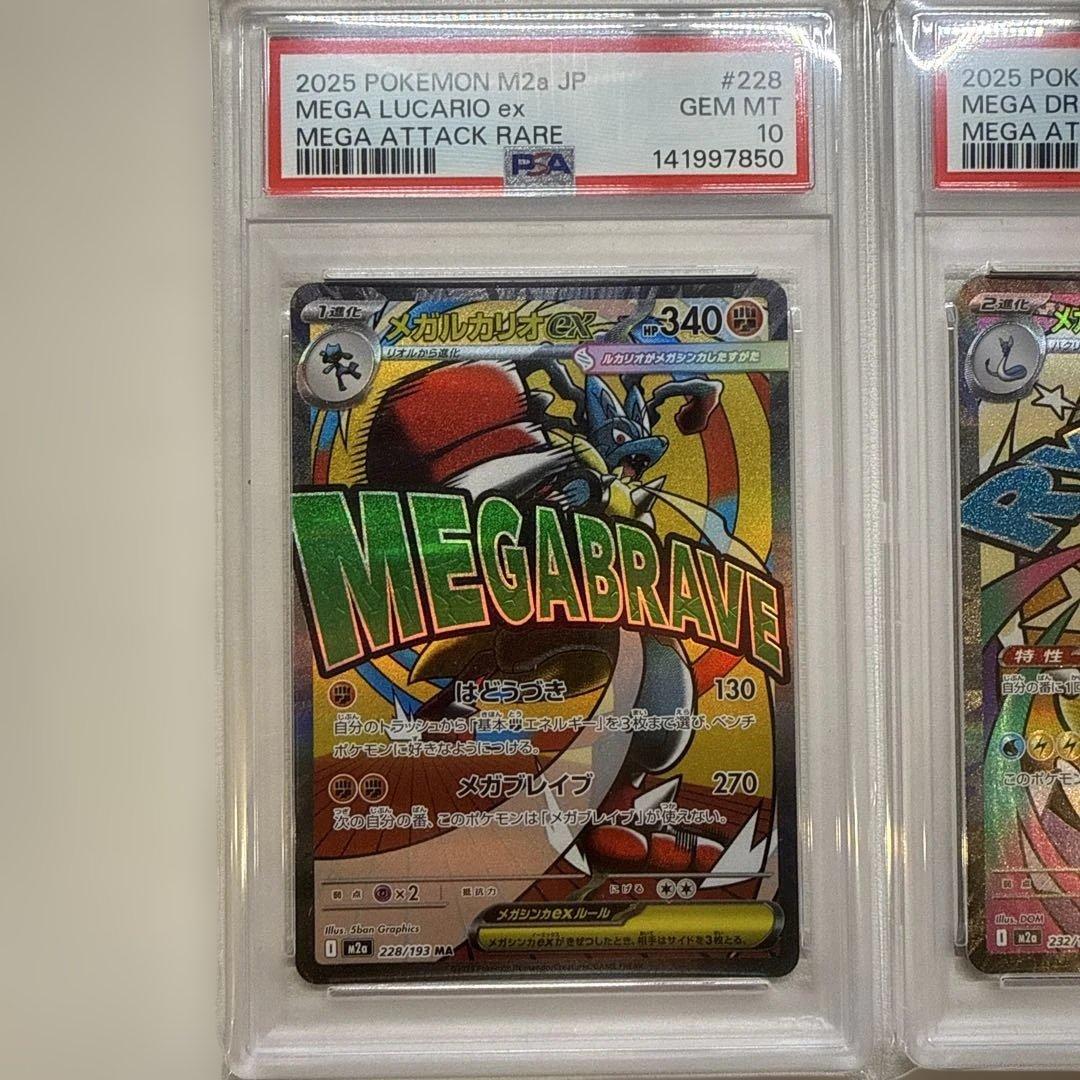 2025 POKEMON M2a JP #228
MEGA LUCARIO ex GEM MT
MEGA ATTACK RARE 10
PSA 141997850
1進化 メガルカリオex HP340
リオルから進化 ルカリオがメガシンカしたすがた
MEGABRAVE
はどうづき 130
自分のトラッシュから「基本エネルギー」を3枚まで選び、ベンチ
ポケモンに好きなようにつける。
メガブレイブ 270
次の自分の番、このポケモンは「メガブレイブ」が使えない。
弱点 ×2 抵抗力 にげる
メガシンカexルール
メガシンカexがきぜつしたとき、相手はサイドを3枚とる。
Illus. 5ban Graphics
I M2a 228/193 MA
2025 POK
MEGA DR
MEGA AT
2進化 メガ
特性
自分の番に1回
このポケモン
弱点
Illus. DOM
I M2a 232/1